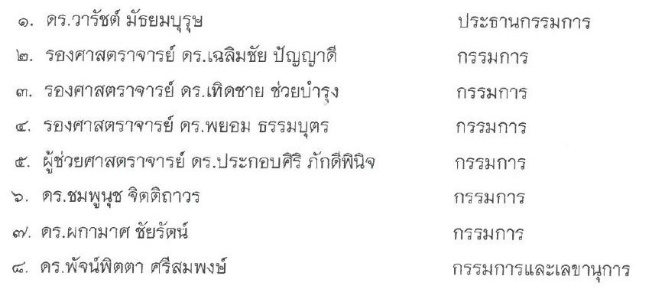 ๑. ดร.วารัชต์ มัธยมบุรุษ ประธานกรรมการ
๒. รองศาสตราจารย์ ดร.เฉลิมชัย ปัญญาดี กรรมการ
๓. รองศาสตราจารย์ ดร.เทิดชาย ช่วยบำรุง กรรมการ
๔. รองศาสตราจารย์ ดร.พยอม ธรรมบุตร กรรมการ
๕. ผู้ช่วยศาสตราจารย์ ดร.ประกอบศิริ ภักดีพินิจ กรรมการ
๖. ดร.ชมพูนุช จิตติถาวร กรรมการ
๗. ดร.ผกามาศ ชัยรัตน์ กรรมการ
๘. ดร.พัจน์พิตตา ศรีสมพงษ์ กรรมการและเลขานุการ